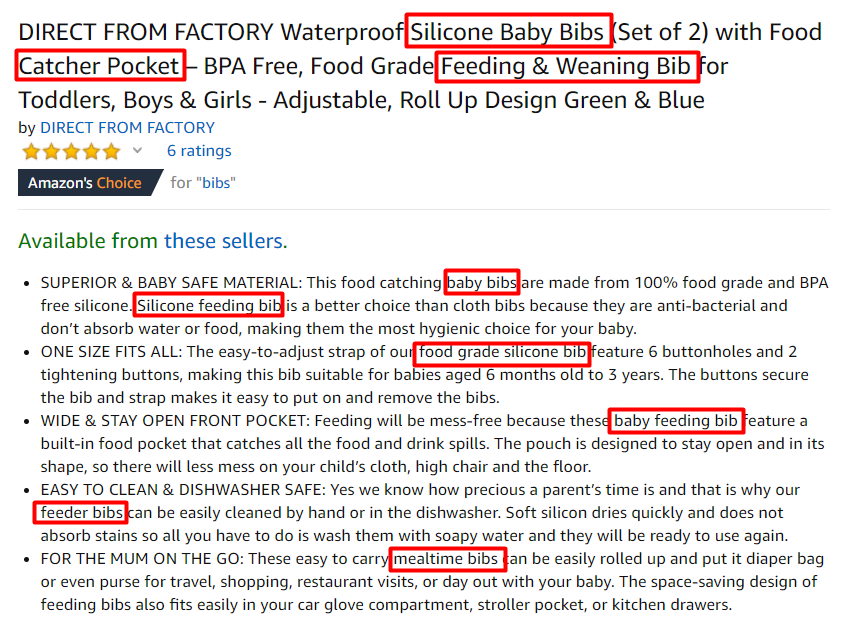 DIRECT FROM FACTORY Waterproof Silicone Baby Bibs (Set of 2) with Food
Catcher Pocket – BPA Free, Food Grade Feeding & Weaning Bib for
Toddlers, Boys & Girls - Adjustable, Roll Up Design Green & Blue
by DIRECT FROM FACTORY
6 ratings
Amazon's Choice for "bibs"
Available from these sellers.
• SUPERIOR & BABY SAFE MATERIAL: This food catching baby bibs are made from 100% food grade and BPA
free silicone. Silicone feeding bib is a better choice than cloth bibs because they are anti-bacterial and
don’t absorb water or food, making them the most hygienic choice for your baby.
• ONE SIZE FITS ALL: The easy-to-adjust strap of our food grade silicone bib feature 6 buttonholes and 2
tightening buttons, making this bib suitable for babies aged 6 months old to 3 years. The buttons secure
the bib and strap makes it easy to put on and remove the bibs.
• WIDE & STAY OPEN FRONT POCKET: Feeding will be mess-free because these baby feeding bib feature a
built-in food pocket that catches all the food and drink spills. The pouch is designed to stay open and in its
shape, so there will less mess on your child’s cloth, high chair and the floor.
• EASY TO CLEAN & DISHWASHER SAFE: Yes we know how precious a parent’s time is and that is why our
feeder bibs can be easily cleaned by hand or in the dishwasher. Soft silicon dries quickly and does not
absorb stains so all you have to do is wash them with soapy water and they will be ready to use again.
• FOR THE MUM ON THE GO: These easy to carry mealtime bibs can be easily rolled up and put it diaper bag
or even purse for travel, shopping, restaurant visits, or day out with your baby. The space-saving design of
feeding bibs also fits easily in your car glove compartment, stroller pocket, or kitchen drawers.